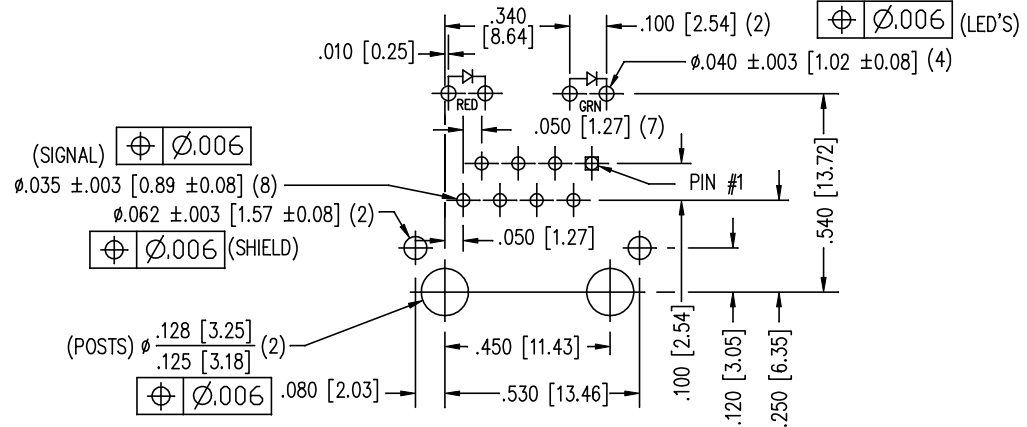 .340
[8.64]
.100 [2.54] (2)
⌖ Ø.006 (LED'S)
.010 [0.25]
ø.040 ±.003 [1.02 ±0.08] (4)
RED
GRN
.050 [1.27] (7)
(SIGNAL) ⌖ Ø.006
ø.035 ±.003 [0.89 ±0.08] (8)
PIN #1
.540 [13.72]
ø.062 ±.003 [1.57 ±0.08] (2)
⌖ Ø.006 (SHIELD)
.050 [1.27]
(POSTS) ø .128 [3.25]
.125 [3.18] (2)
⌖ Ø.006
.080 [2.03]
.450 [11.43]
.530 [13.46]
.100 [2.54]
.120 [3.05]
.250 [6.35]